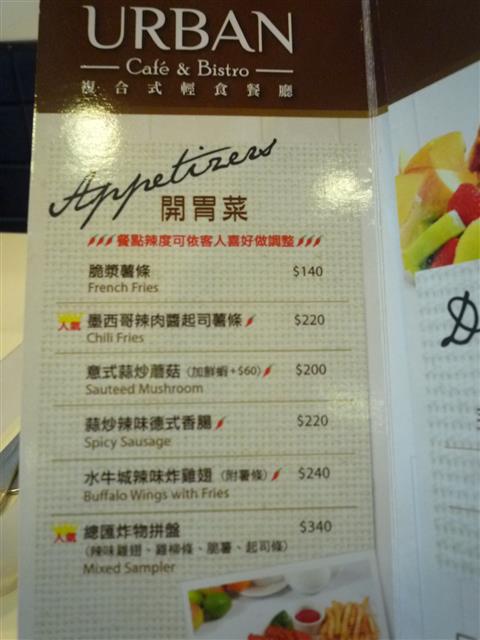 URBAN
Café & Bistro
複合式輕食餐廳
Appetizers
開胃菜
餐點辣度可依客人喜好做調整
脆漿薯條 $140
French Fries
人氣 墨西哥辣肉醬起司薯條 $220
Chili Fries
意式蒜炒蘑菇（加鮮蝦+$60） $200
Sauteed Mushroom
蒜炒辣味德式香腸 $220
Spicy Sausage
水牛城辣味炸雞翅（附薯條） $240
Buffalo Wings with Fries
人氣 總匯炸物拼盤 $340
（辣味雞翅、雞柳條、脆薯、起司條）
Mixed Sampler
D